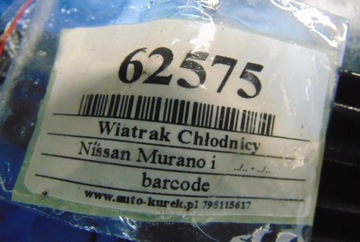 62575
Wiatrak Chłodnicy
Nissan Murano i ../.. - ../..
barcode
www.auto-kurek.pl 795115617